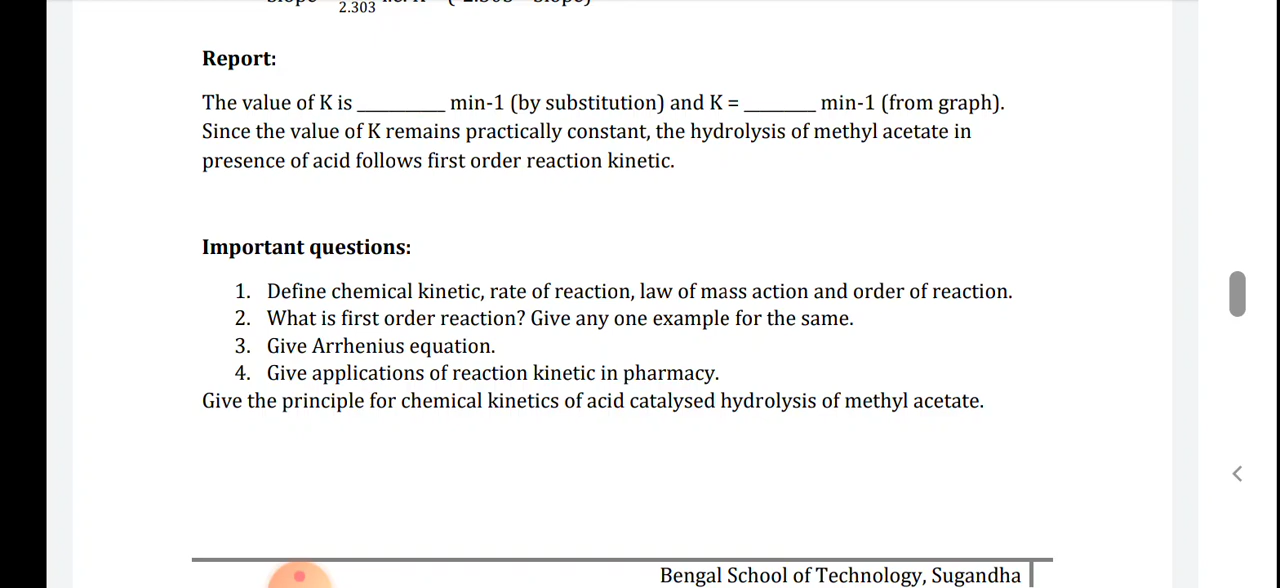 2.303
Report:
The value of K is _________ min-1 (by substitution) and K = _______ min-1 (from graph).
Since the value of K remains practically constant, the hydrolysis of methyl acetate in
presence of acid follows first order reaction kinetic.
Important questions:
1. Define chemical kinetic, rate of reaction, law of mass action and order of reaction.
2. What is first order reaction? Give any one example for the same.
3. Give Arrhenius equation.
4. Give applications of reaction kinetic in pharmacy.
Give the principle for chemical kinetics of acid catalysed hydrolysis of methyl acetate.
Bengal School of Technology, Sugandha